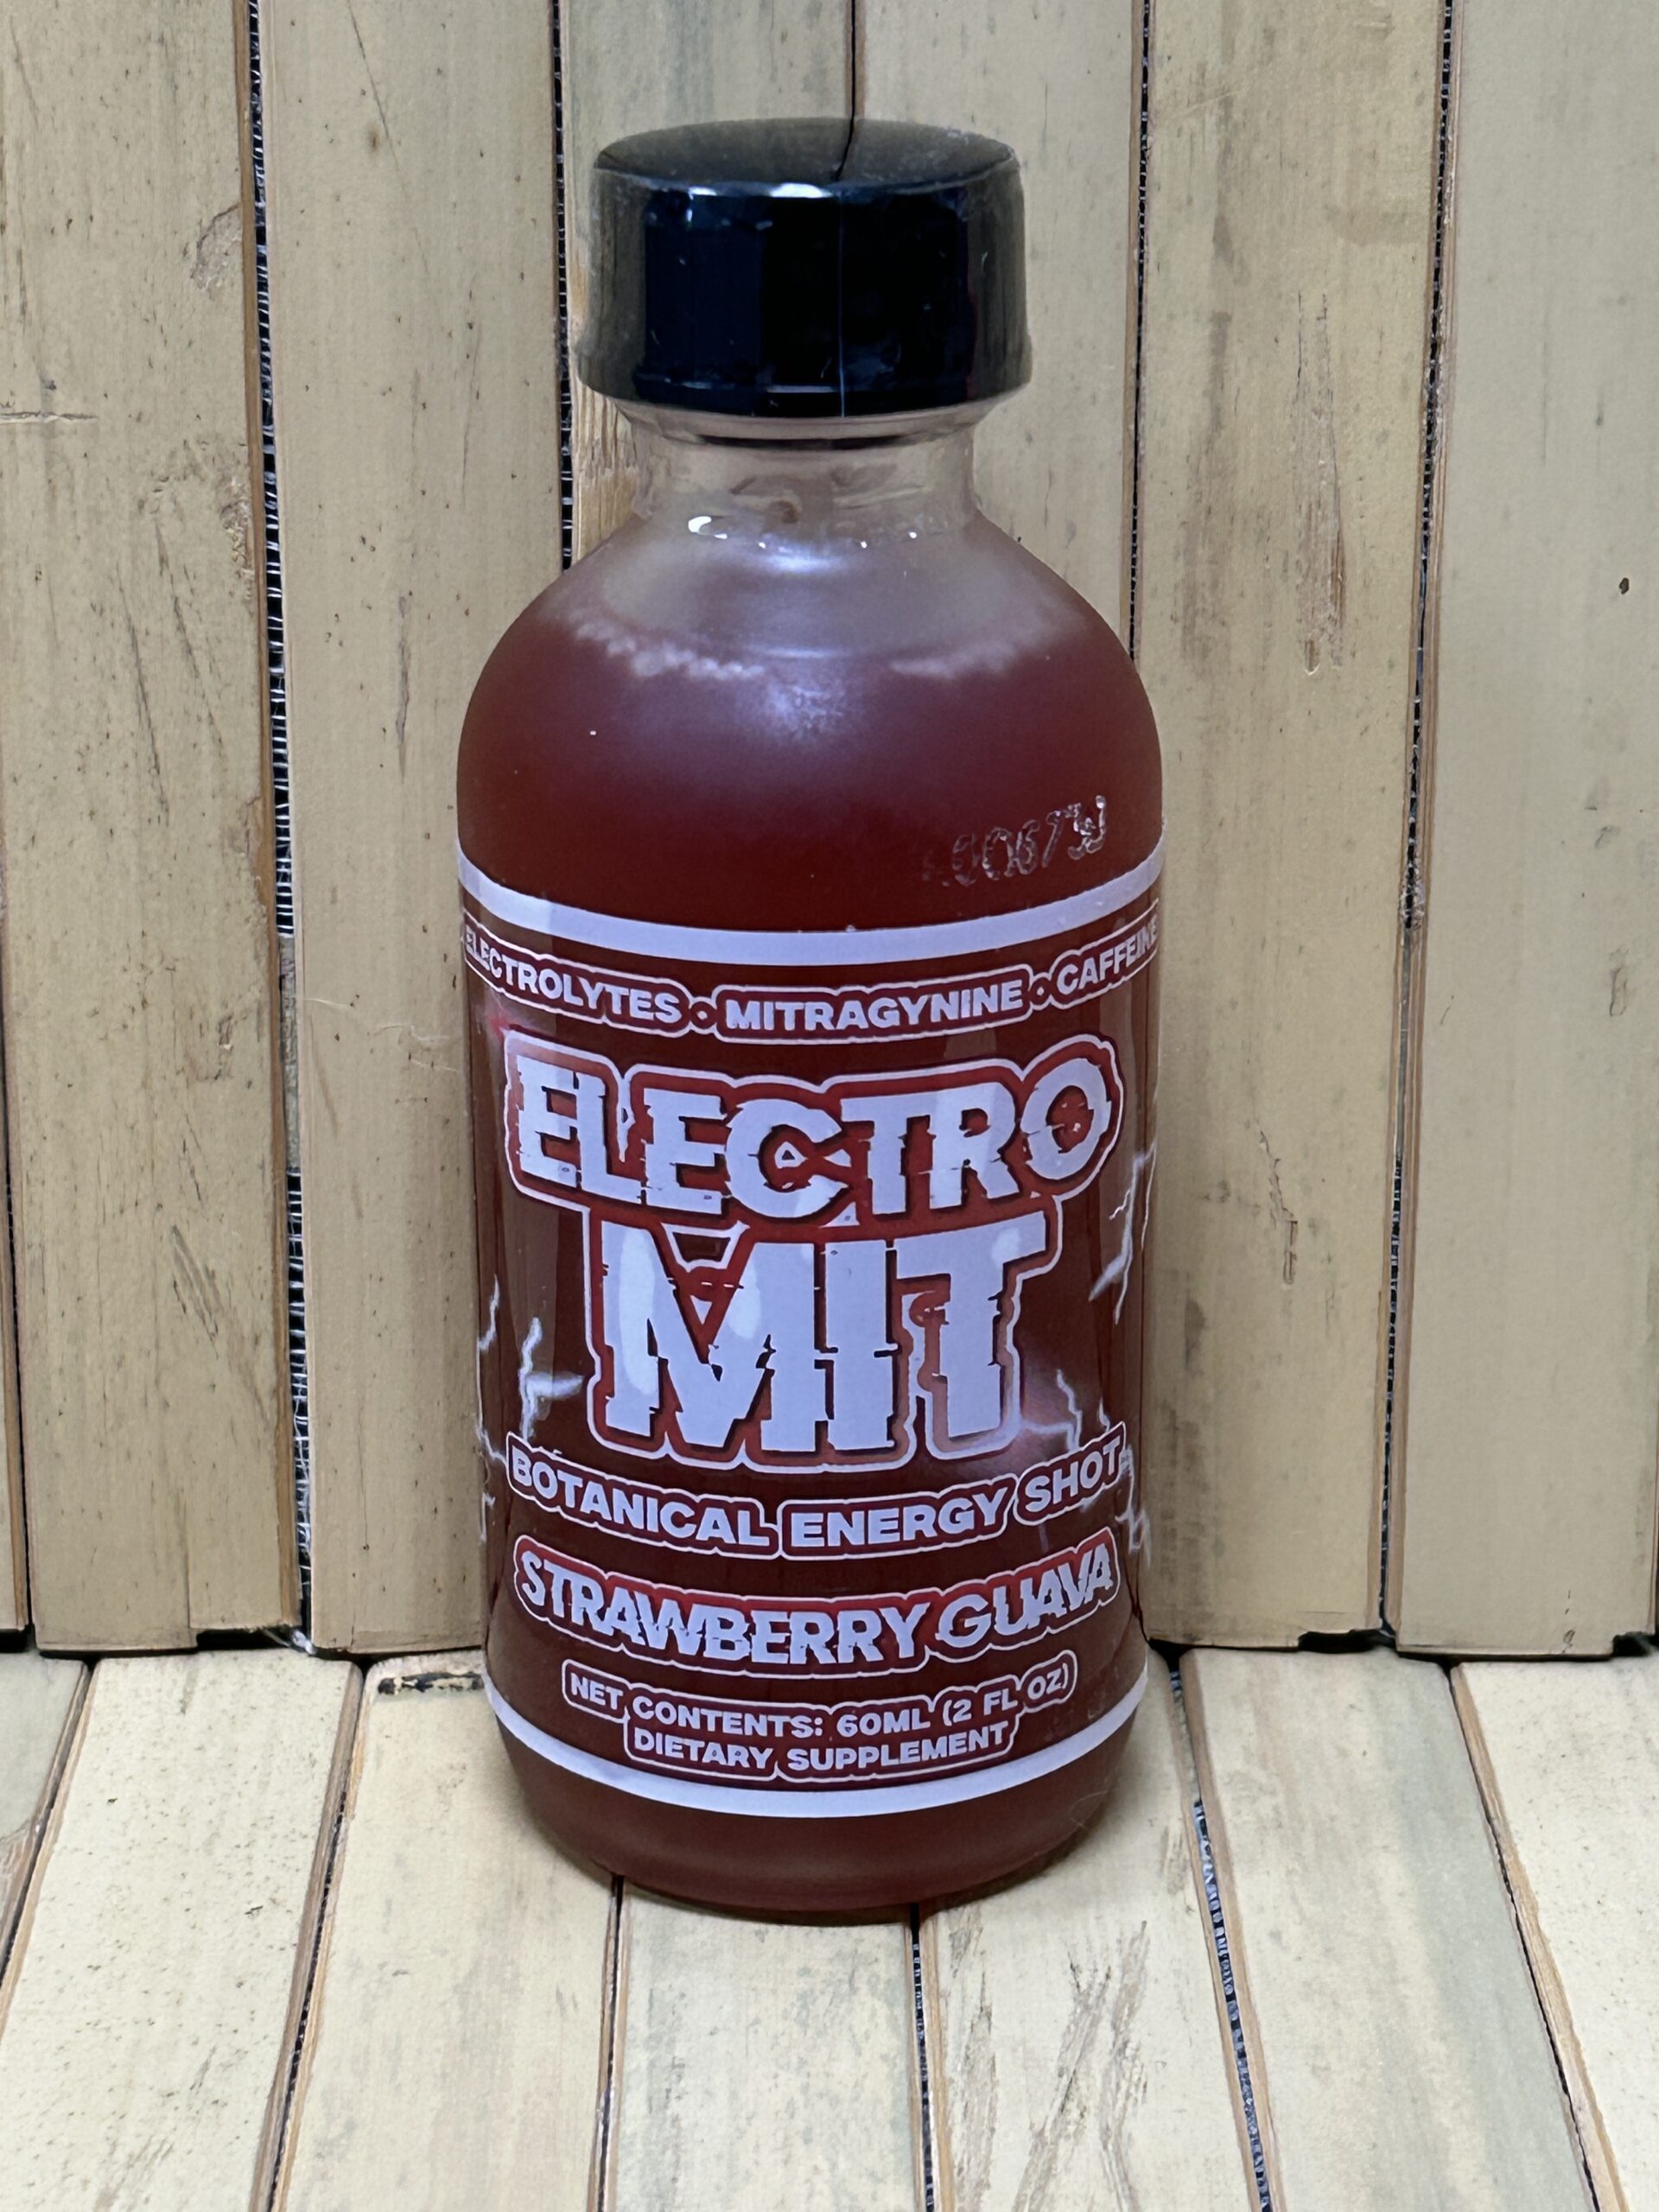 ELECTROLYTES • MITRAGYNINE • CAFFEINE
ELECTRO
MIT
BOTANICAL ENERGY SHOT
STRAWBERRY GUAVA
NET CONTENTS: 60ML (2 FL OZ)
DIETARY SUPPLEMENT